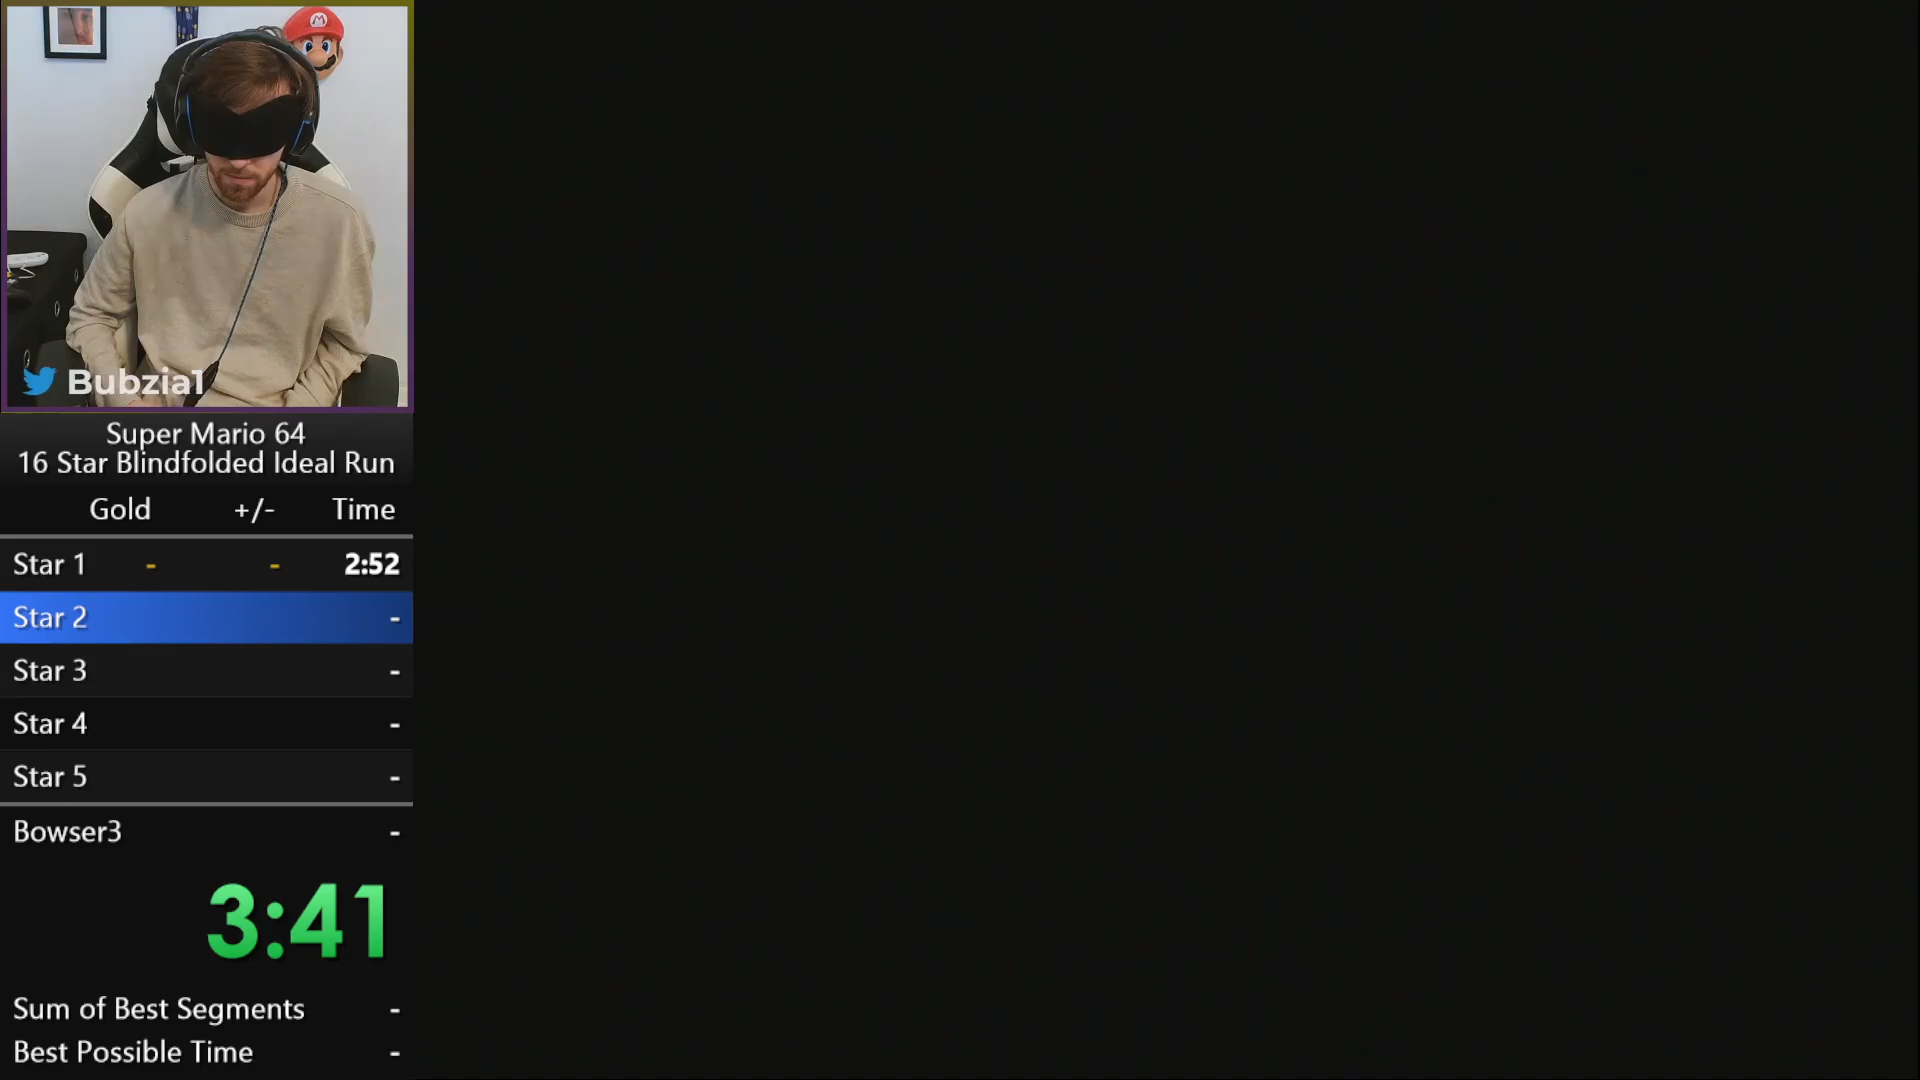 Bubzia1
Super Mario 64
16 Star Blindfolded Ideal Run
Gold +/- Time
Star 1 - - 2:52
Star 2 -
Star 3 -
Star 4 -
Star 5 -
Bowser3 -
3:41
Sum of Best Segments -
Best Possible Time -